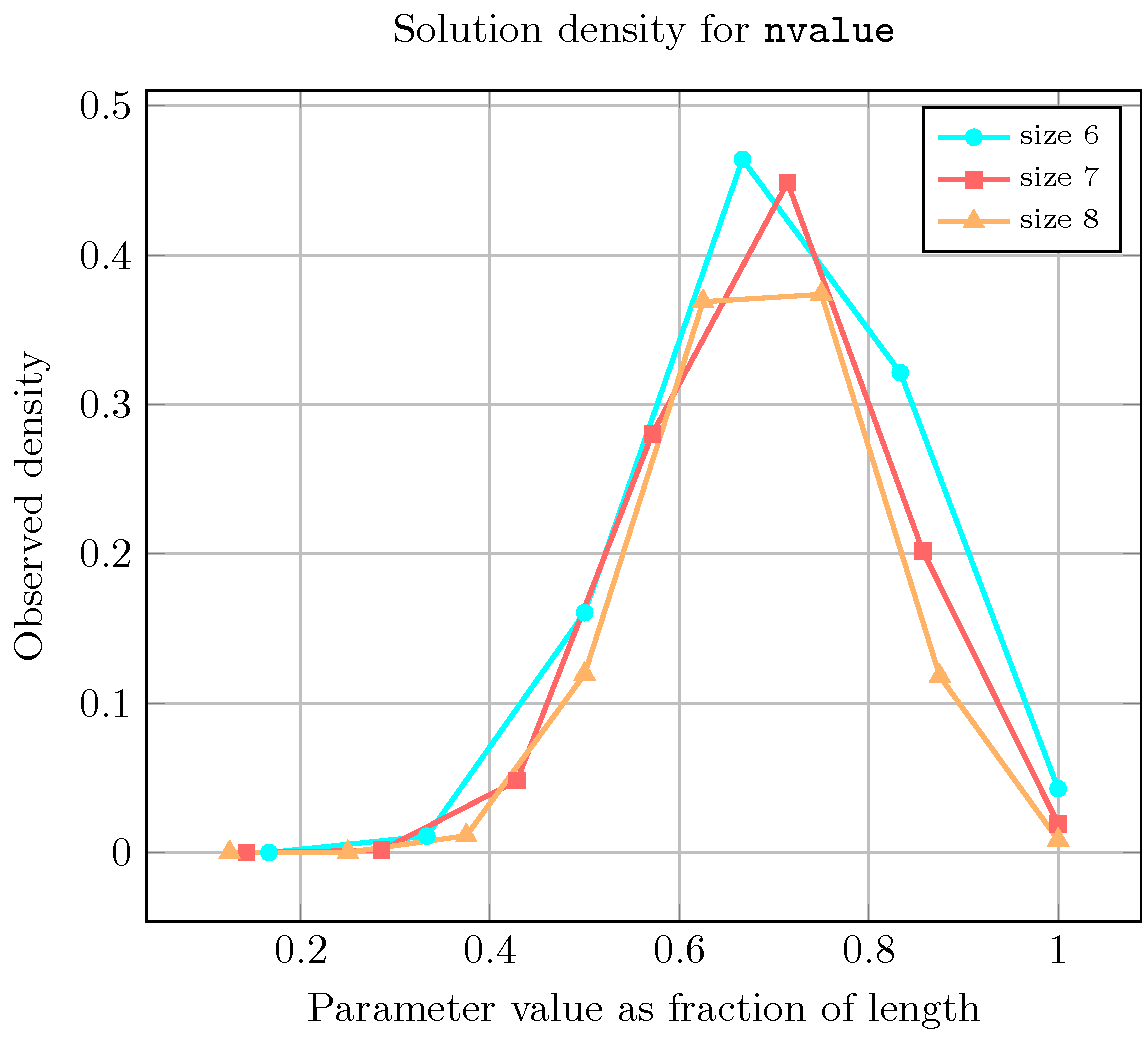 Solution density for nvalue
0.5
0.4
0.3
0.2
0.1
0
Observed density
size 6
size 7
size 8
0.2 0.4 0.6 0.8 1
Parameter value as fraction of length